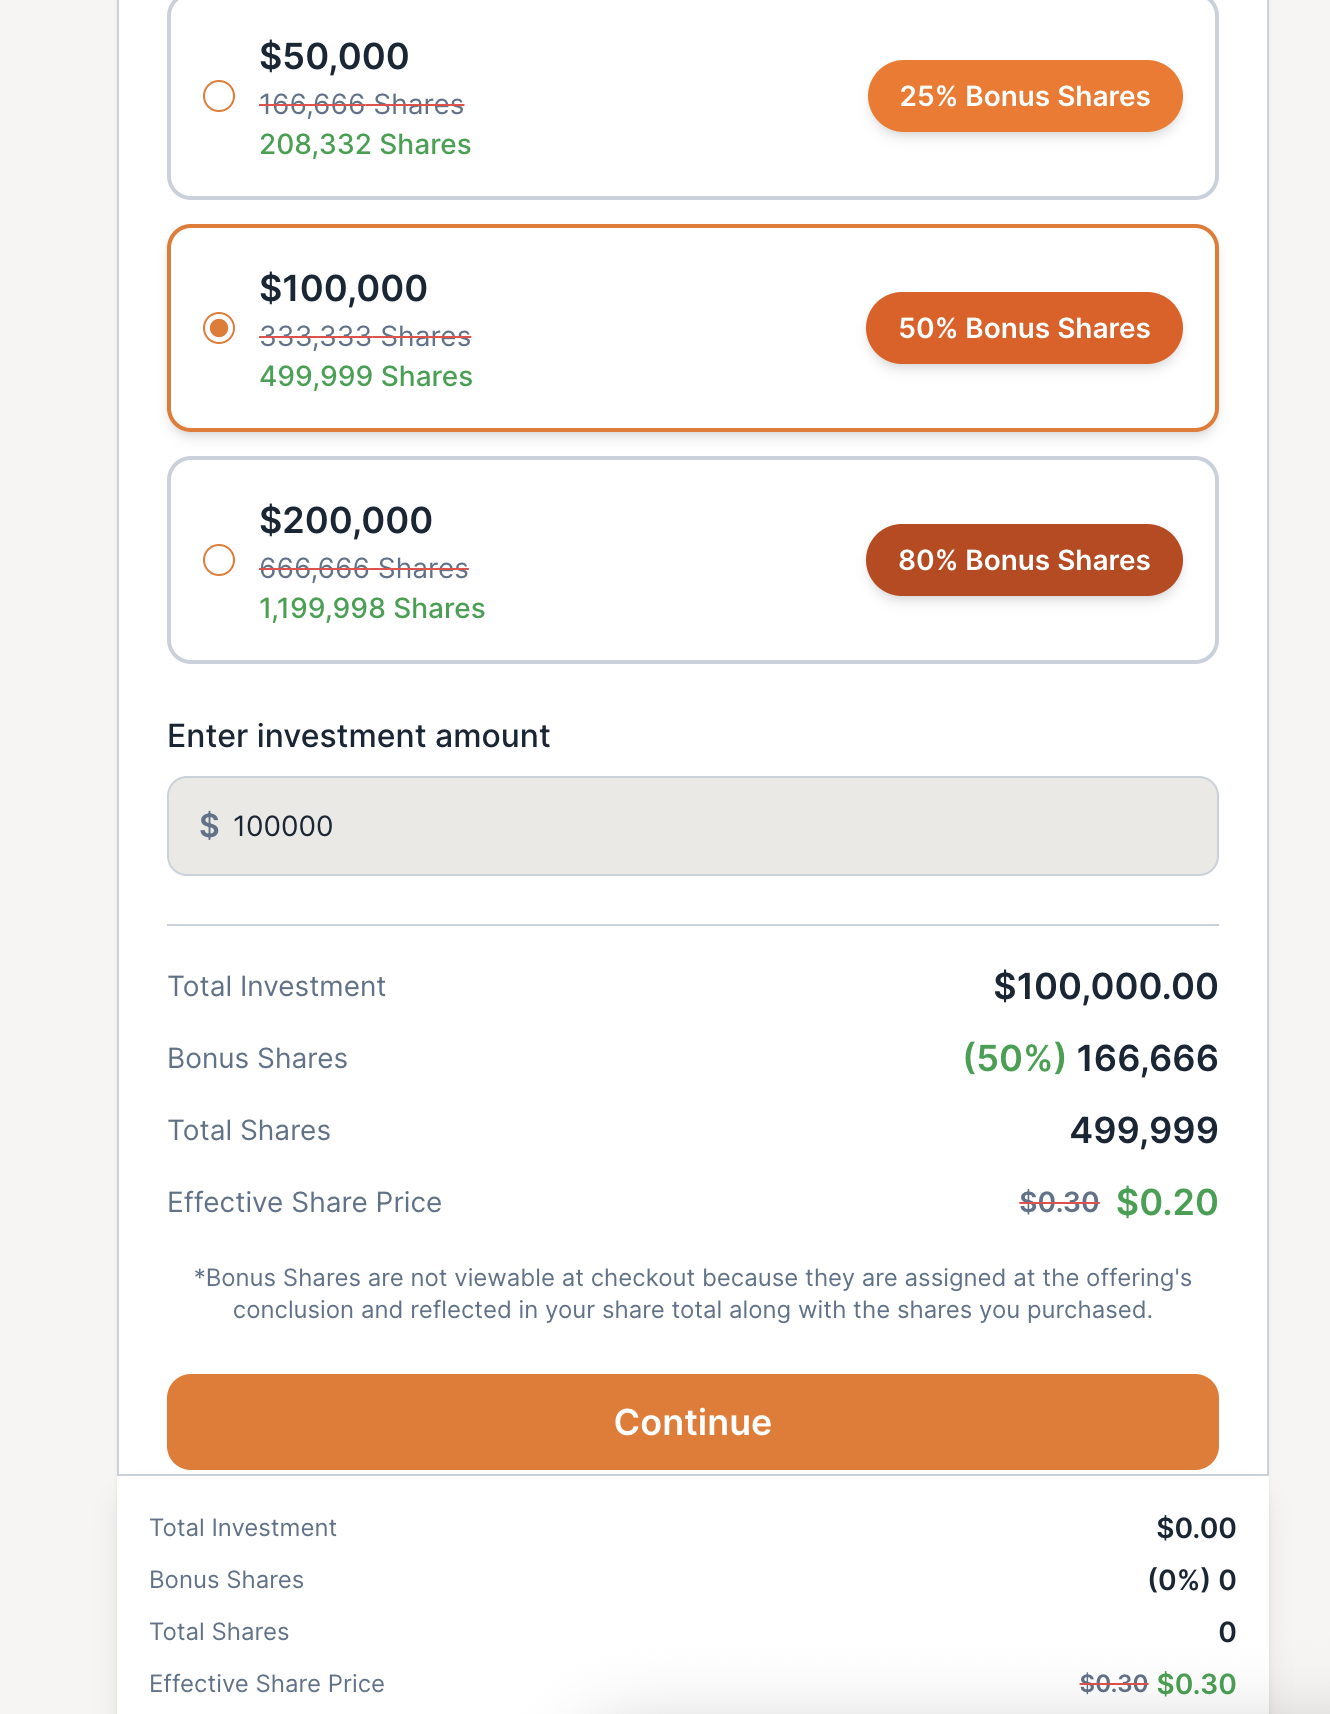 $50,000
166,666 Shares
208,332 Shares
25% Bonus Shares
$100,000
333,333 Shares
499,999 Shares
50% Bonus Shares
$200,000
666,666 Shares
1,199,998 Shares
80% Bonus Shares
Enter investment amount
$ 100000
Total Investment $100,000.00
Bonus Shares (50%) 166,666
Total Shares 499,999
Effective Share Price $0.30 $0.20
*Bonus Shares are not viewable at checkout because they are assigned at the offering's
conclusion and reflected in your share total along with the shares you purchased.
Continue
Total Investment $0.00
Bonus Shares (0%) 0
Total Shares 0
Effective Share Price $0.30 $0.30